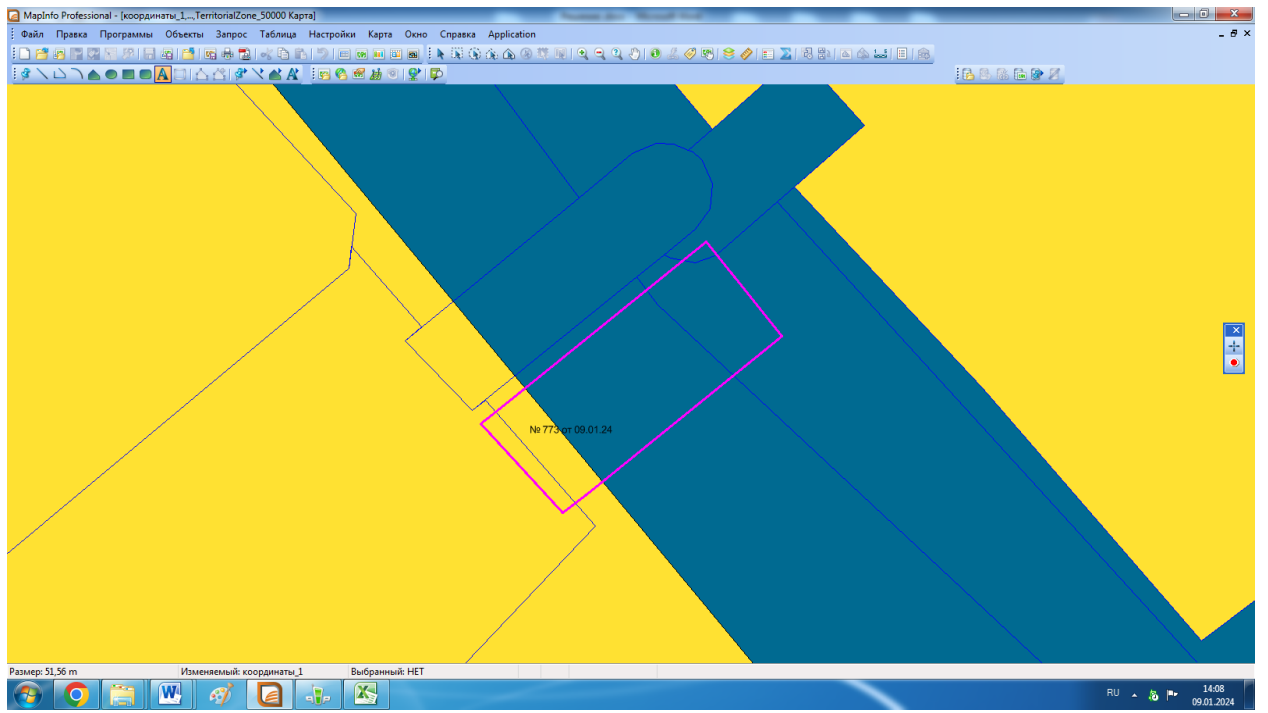 MapInfo Professional - [координаты_1,...,TerritorialZone_50000 Карта]
Файл Правка Программы Объекты Запрос Таблица Настройки Карта Окно Справка Application
№ 773 от 09.01.24
Размер: 51,56 m Изменяемый: координаты_1 Выбранный: НЕТ
RU 14:08
09.01.2024